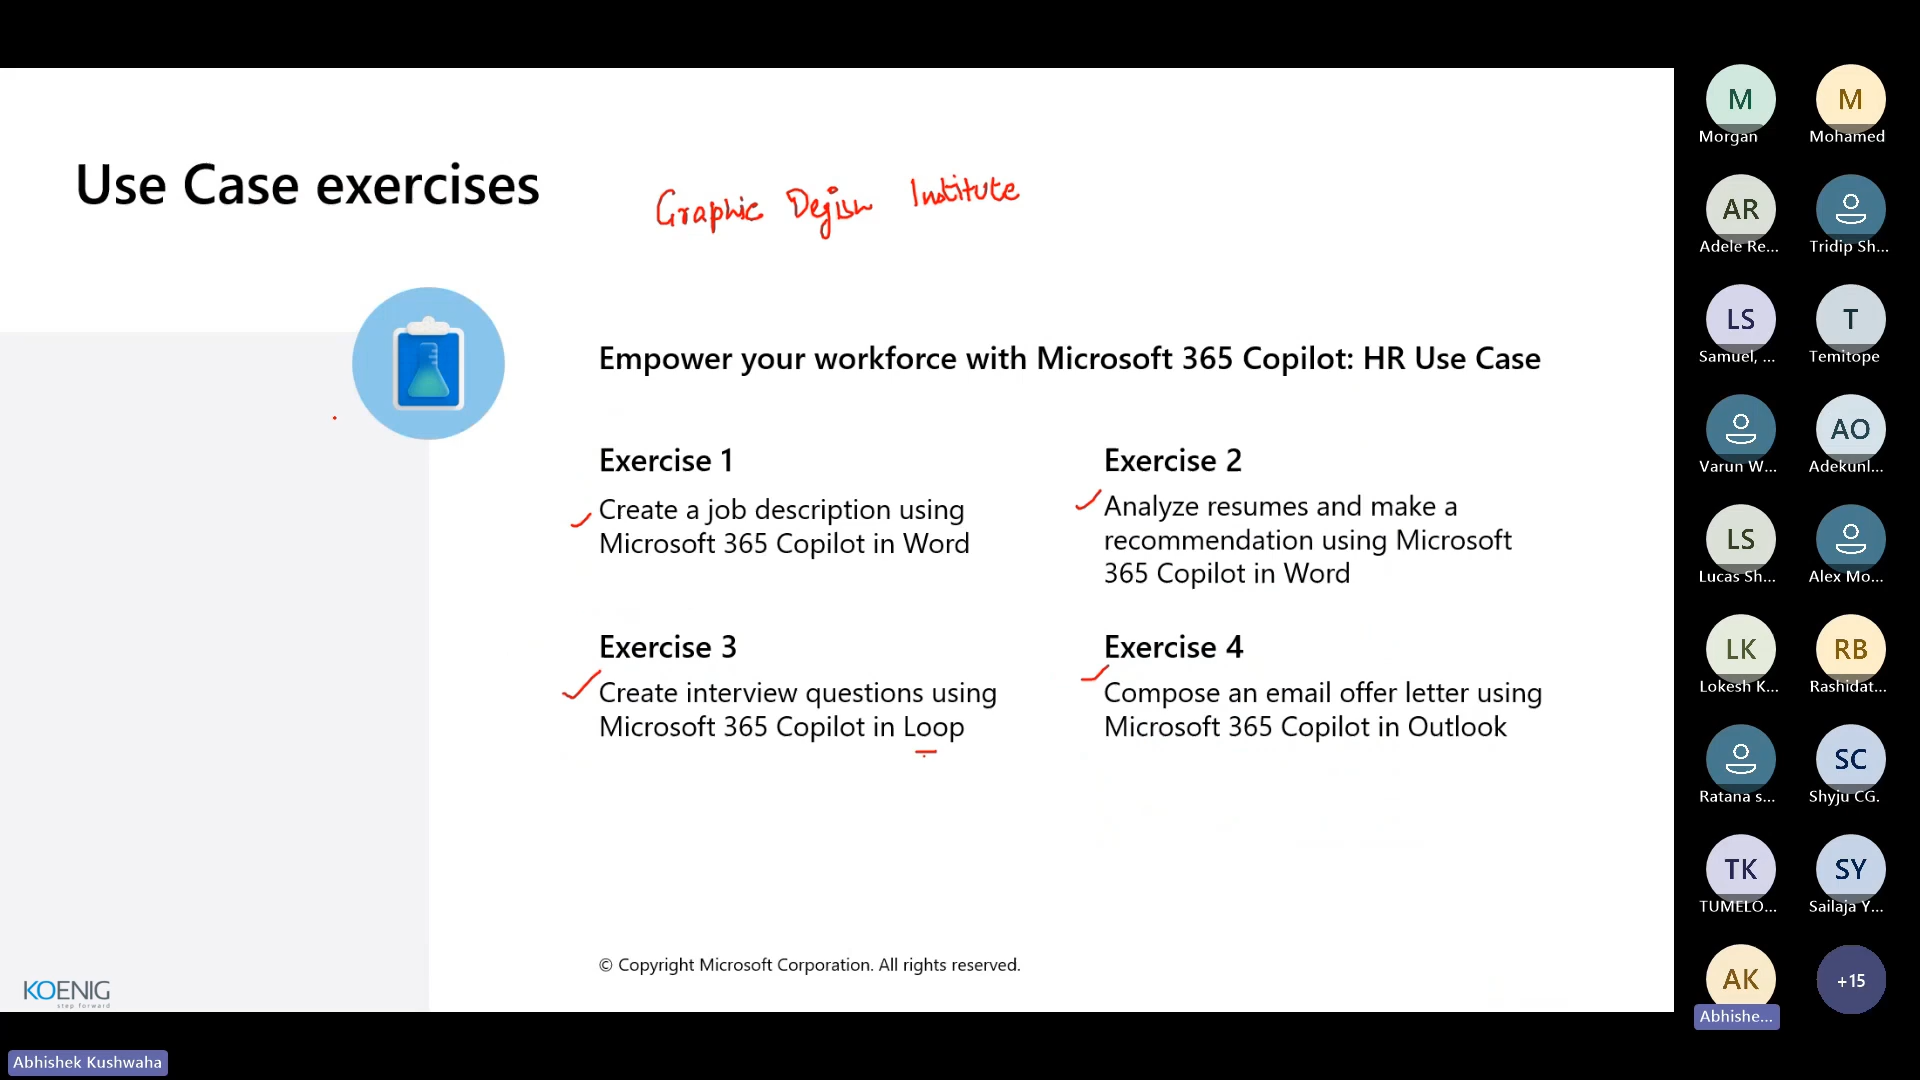 Use Case exercises
Graphic Design Institute
Empower your workforce with Microsoft 365 Copilot: HR Use Case
Exercise 1
Create a job description using
Microsoft 365 Copilot in Word
Exercise 2
Analyze resumes and make a
recommendation using Microsoft
365 Copilot in Word
Exercise 3
Create interview questions using
Microsoft 365 Copilot in Loop
Exercise 4
Compose an email offer letter using
Microsoft 365 Copilot in Outlook
© Copyright Microsoft Corporation. All rights reserved.
KOENIG
step forward
Abhishek Kushwaha
M
Morgan
M
Mohamed
AR
Adele Re...
Tridip Sh...
LS
Samuel, ...
T
Temitope
Varun W...
AO
Adekunl...
LS
Lucas Sh...
Alex Mo...
LK
Lokesh K...
RB
Rashidat...
Ratana s...
SC
Shyju CG.
TK
TUMELO...
SY
Sailaja Y...
AK
Abhishe...
+15